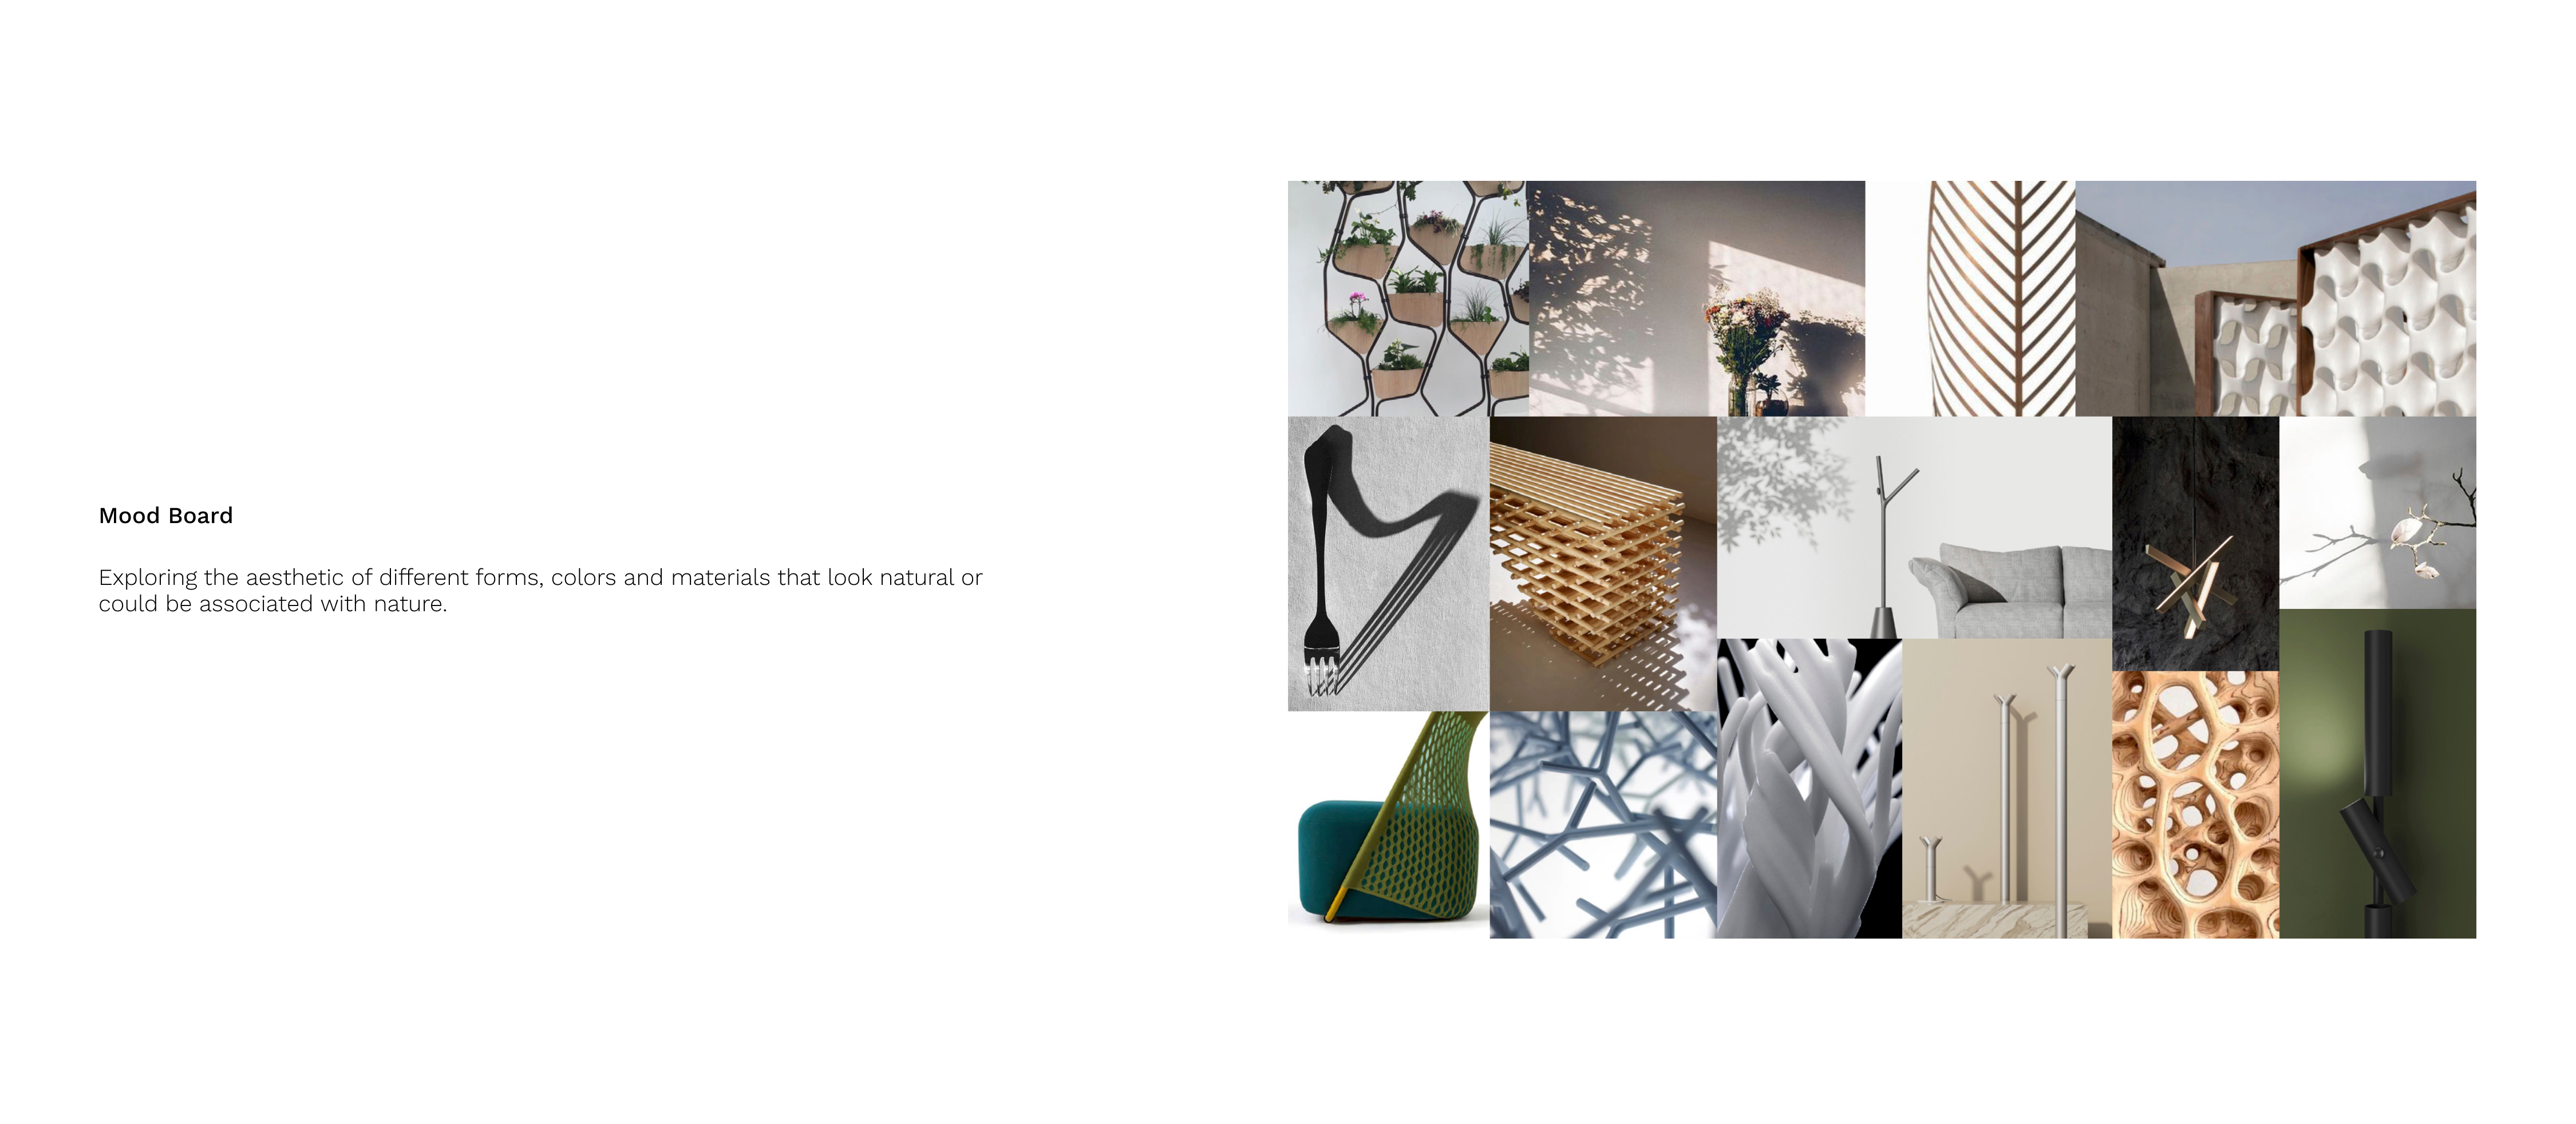 Mood Board
Exploring the aesthetic of different forms, colors and materials that look natural or
could be associated with nature.